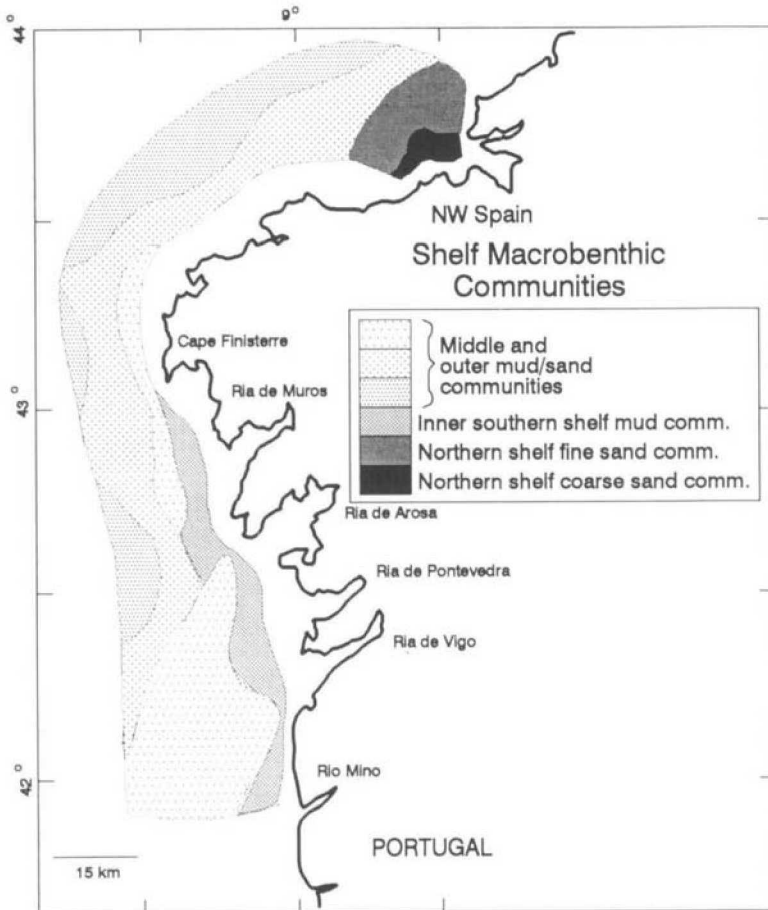 9°
44°
NW Spain
Shelf Macrobenthic
Communities
Middle and
outer mud/sand
communities
Cape Finisterre
Ria de Muros
43°
Inner southern shelf mud comm.
Northern shelf fine sand comm.
Northern shelf coarse sand comm.
Ria de Arosa
Ria de Pontevedra
Ria de Vigo
42°
Rio Mino
PORTUGAL
15 km